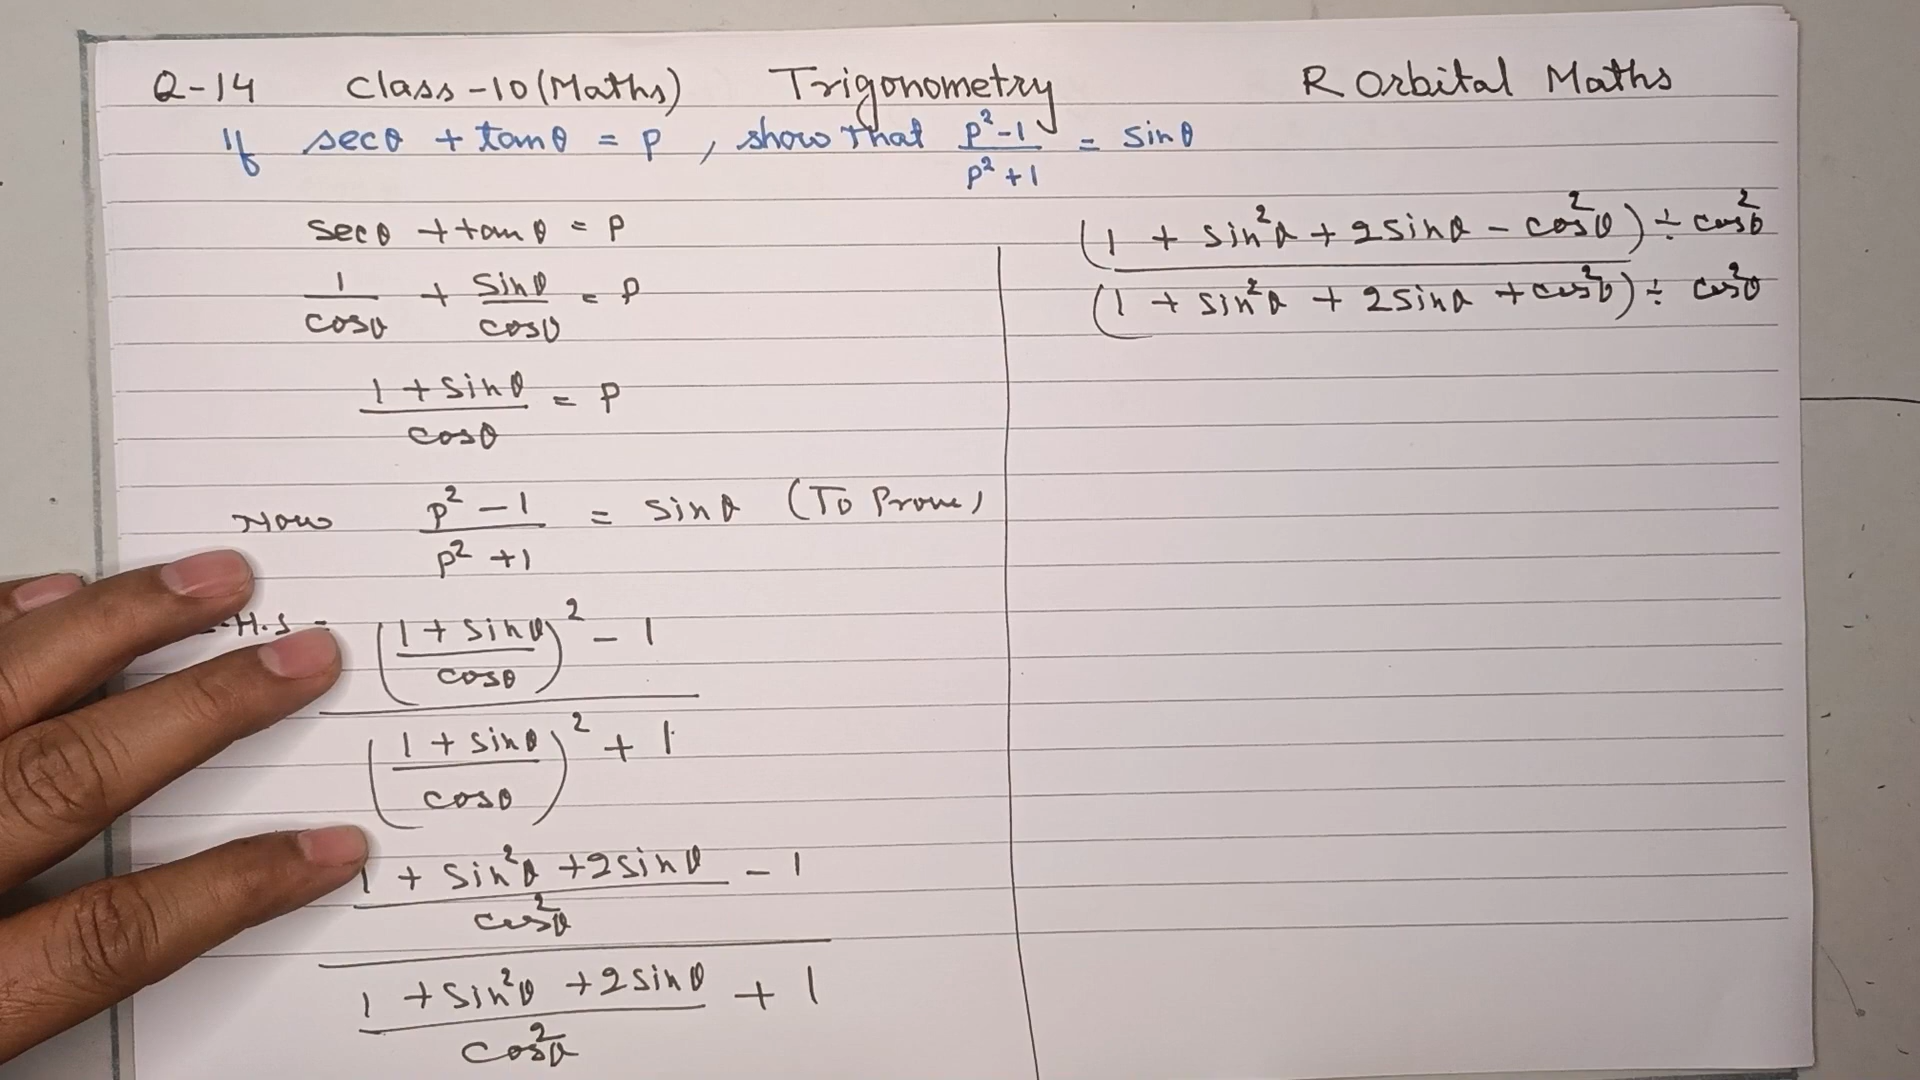 Q-14 Class-10(Maths) Trigonometry R Orbital Maths
If secθ + tanθ = p , show that (p²-1)/(p²+1) = sinθ
secθ + tanθ = p
1/cosθ + sinθ/cosθ = p
(1 + sinθ)/cosθ = p
Now (p² - 1)/(p² + 1) = sinθ (To Prove)
H.S = (((1 + sinθ)/cosθ)² - 1)/(((1 + sinθ)/cosθ)² + 1)
((1 + sin²θ + 2sinθ)/cos²θ - 1)/((1 + sin²θ + 2sinθ)/cos²θ + 1)
(1 + sin²θ + 2sinθ - cos²θ) ÷ cos²θ
(1 + sin²θ + 2sinθ + cos²θ) ÷ cos²θ